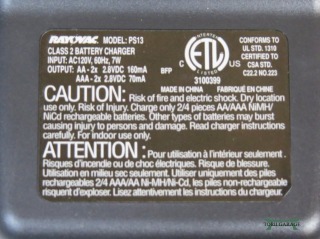 RAYOVAC MODEL: PS13
CLASS 2 BATTERY CHARGER
INPUT: AC120V, 60Hz, 7W
OUTPUT: AA - 2x 2.8VDC 160mA
AAA - 2x 2.8VDC 70mA
BFP
C ETL US
LISTED
3100399
CONFORMS TO
UL STD. 1310
CERTIFIED TO
CSA STD.
C22.2 NO.223
MADE IN CHINA / FABRIQUÉ EN CHINE
CAUTION: Risk of fire and electric shock. Dry location
use only. Risk of Injury. Charge only 2/4 pieces AA/AAA NiMH/
NiCd rechargeable batteries. Other types of batteries may burst
causing injury to persons and damage. Read charger instructions
carefully. For indoor use only.
ATTENTION : Pour utilisation à l'intérieur seulement .
Risques d'incendie ou de choc électriques. Risque de blessure.
Utilisation en milieu sec seulement. Utiliser uniquement des piles
rechargeables 2/4 AAA/AA Ni-MH/Ni-Cd, les piles non-rechargeables
risquent d'exploser. Lisez attentivement les instructions du chargeur.